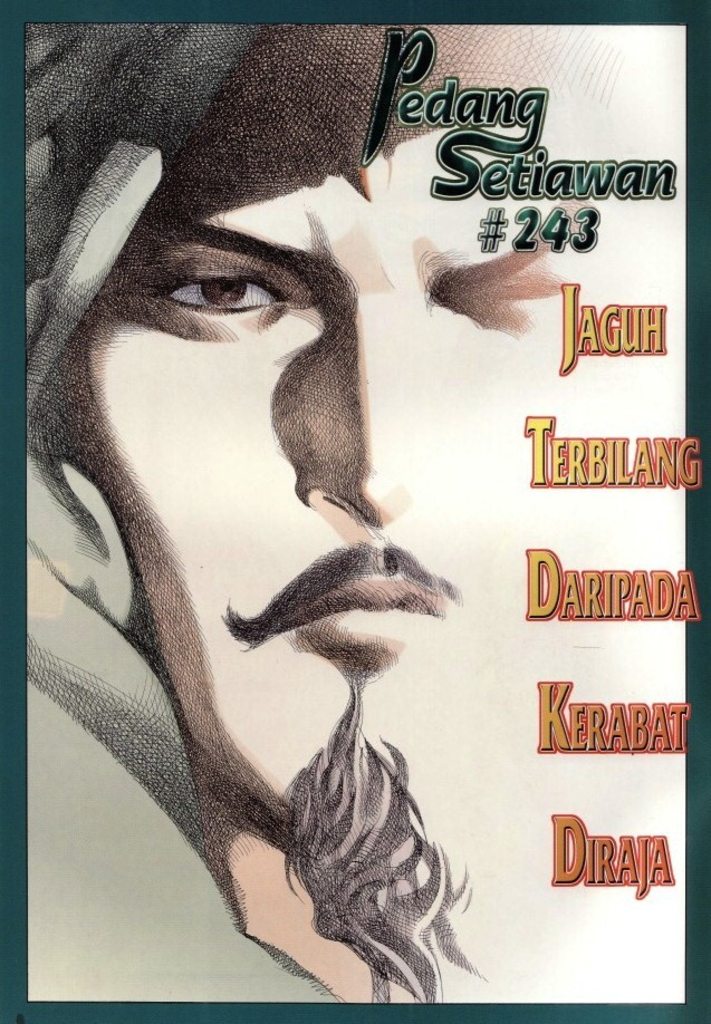 Pedang
Setiawan
#243
JAGUH
TERBILANG
DARIPADA
KERABAT
DIRAJA